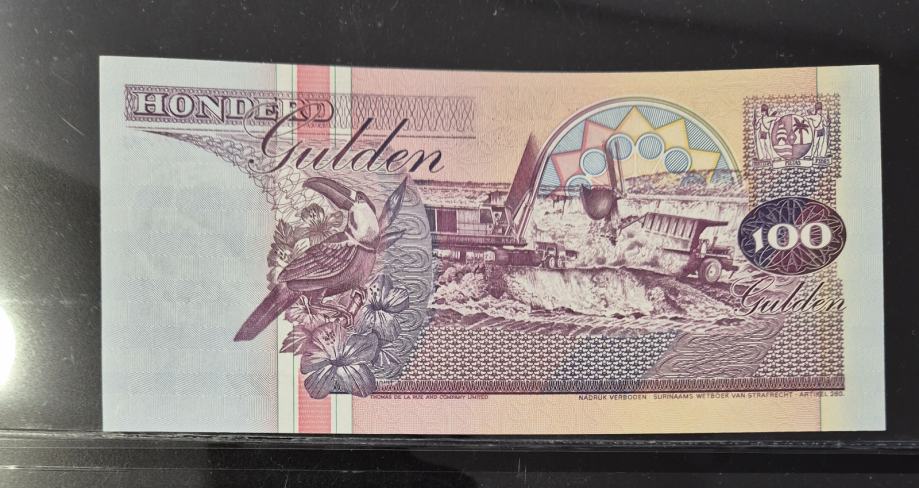 HONDERD
Gulden
100
Gulden
THOMAS DE LA RUE AND COMPANY LIMITED
NADRUK VERBODEN · SURINAAMS WETBOEK VAN STRAFRECHT · ARTIKEL 280.